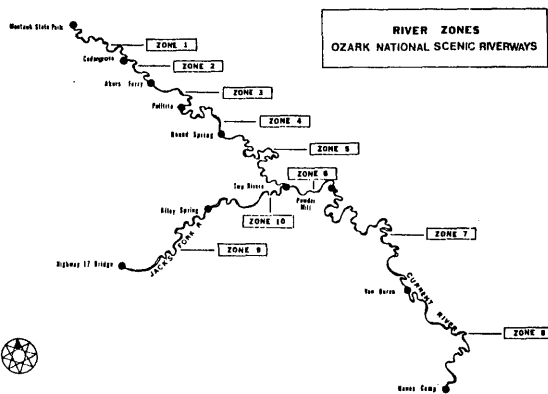 RIVER ZONES
OZARK NATIONAL SCENIC RIVERWAYS
Montauk State Park
ZONE 1
Cedargrove
ZONE 2
Akers Ferry
ZONE 3
Pulltite
ZONE 4
Round Spring
ZONE 5
ZONE 6
Two Rivers
Powder
Mill
Alley Spring
ZONE 10
ZONE 7
JACKS FORK R
ZONE 9
Highway 17 Bridge
CURRENT RIVER
Van Buren
ZONE 8
Hawes Camp